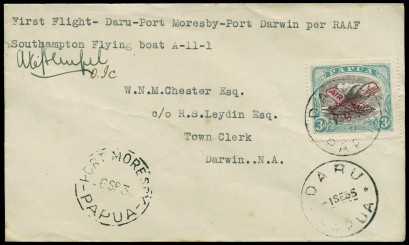 First Flight- Daru-Port Moresby-Port Darwin per RAAF
Southampton Flying boat A-11-1
O.I.C
W.N.M.Chester Esq.
c/o H.S.Leydin Esq.
Town Clerk
Darwin..N.A.
PAPUA
AIR MAIL
3d
DARU
PAPUA
PORT MORESBY
PAPUA
DARU
PAPUA